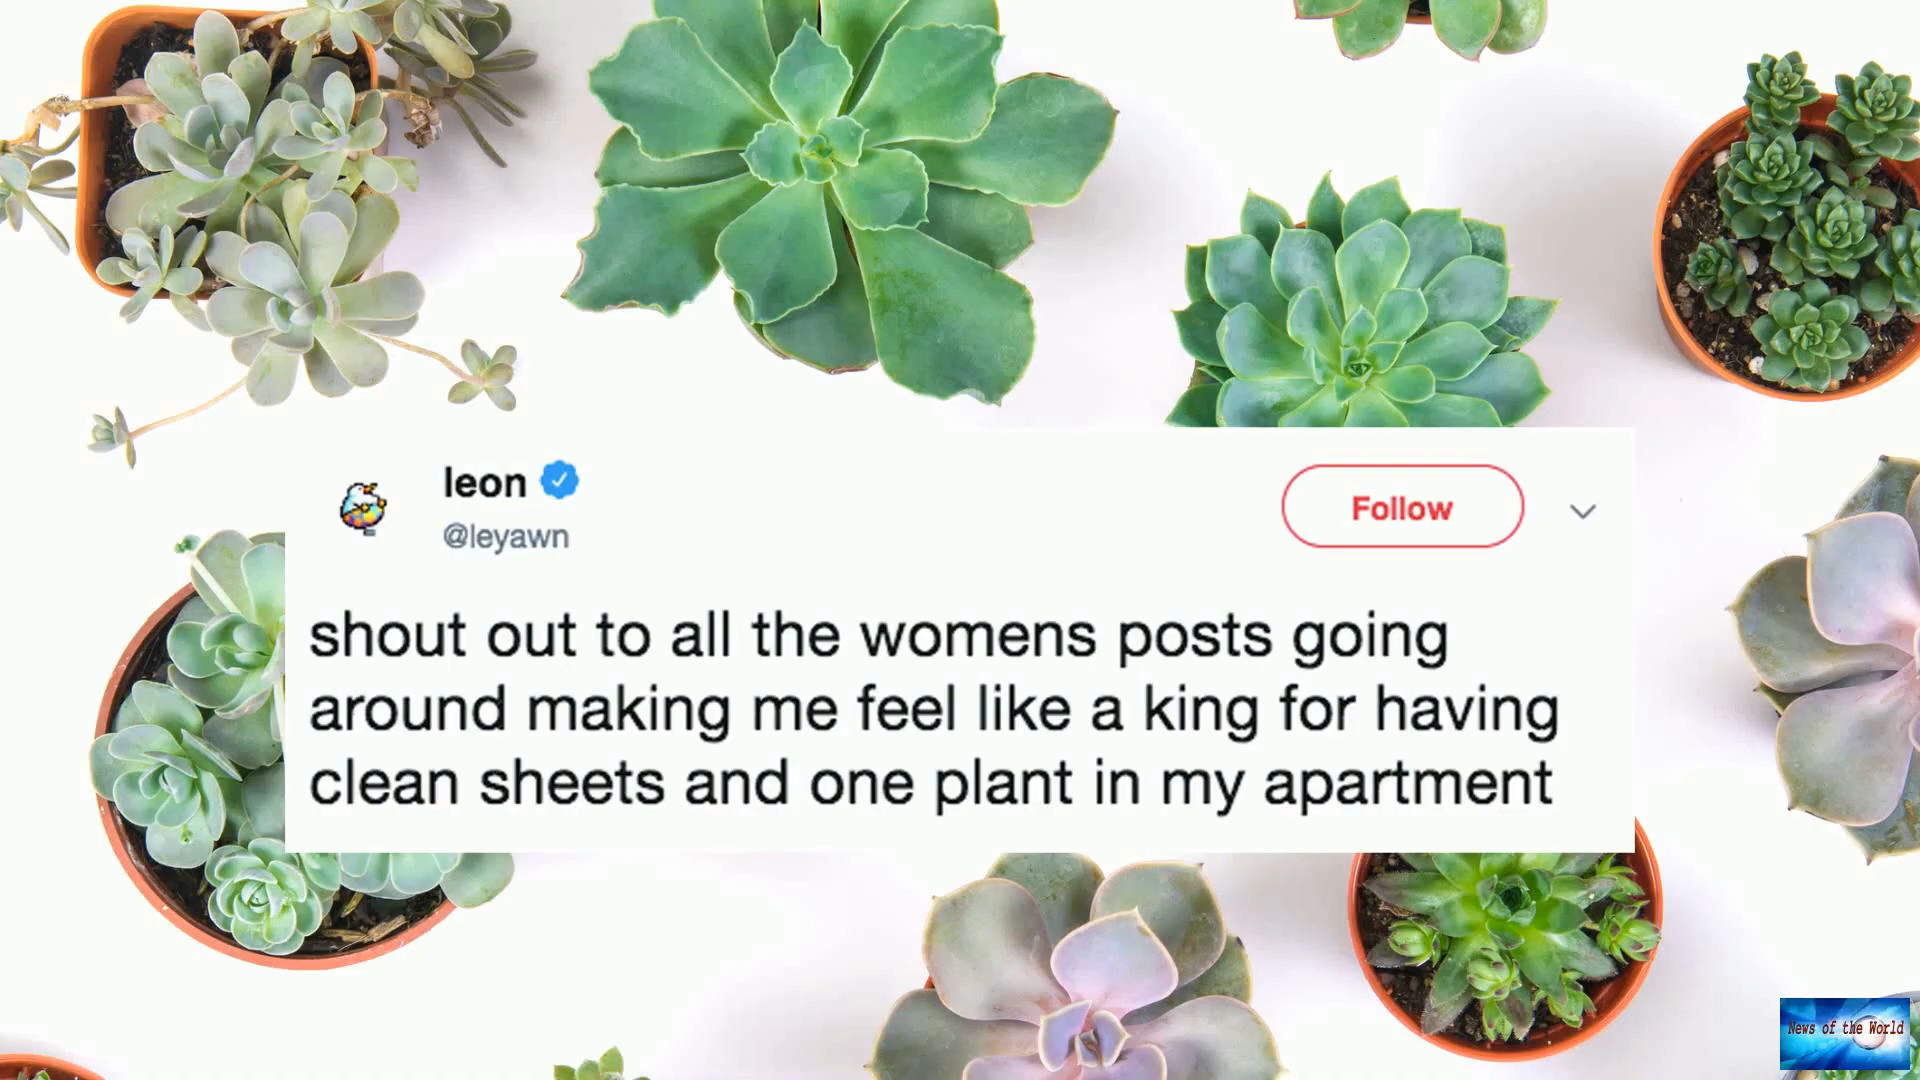 leon
@leyawn
Follow
shout out to all the womens posts going
around making me feel like a king for having
clean sheets and one plant in my apartment
News of the World